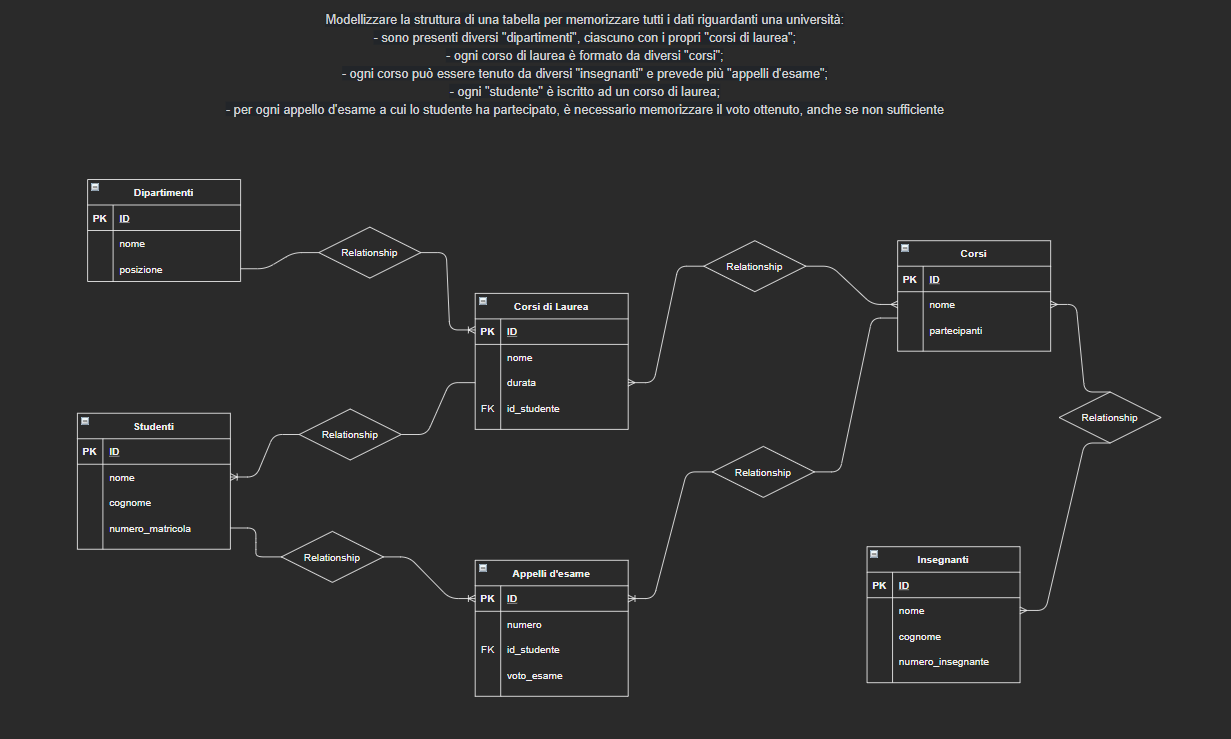 Modellizzare la struttura di una tabella per memorizzare tutti i dati riguardanti una università:
- sono presenti diversi "dipartimenti", ciascuno con i propri "corsi di laurea";
- ogni corso di laurea è formato da diversi "corsi";
- ogni corso può essere tenuto da diversi "insegnanti" e prevede più "appelli d'esame";
- ogni "studente" è iscritto ad un corso di laurea;
- per ogni appello d'esame a cui lo studente ha partecipato, è necessario memorizzare il voto ottenuto, anche se non sufficiente
Dipartimenti
PK ID
nome
posizione
Relationship
Corsi di Laurea
PK ID
nome
durata
FK id_studente
Relationship
Corsi
PK ID
nome
partecipanti
Relationship
Studenti
PK ID
nome
cognome
numero_matricola
Relationship
Relationship
Relationship
Appelli d'esame
PK ID
numero
FK id_studente
voto_esame
Insegnanti
PK ID
nome
cognome
numero_insegnante